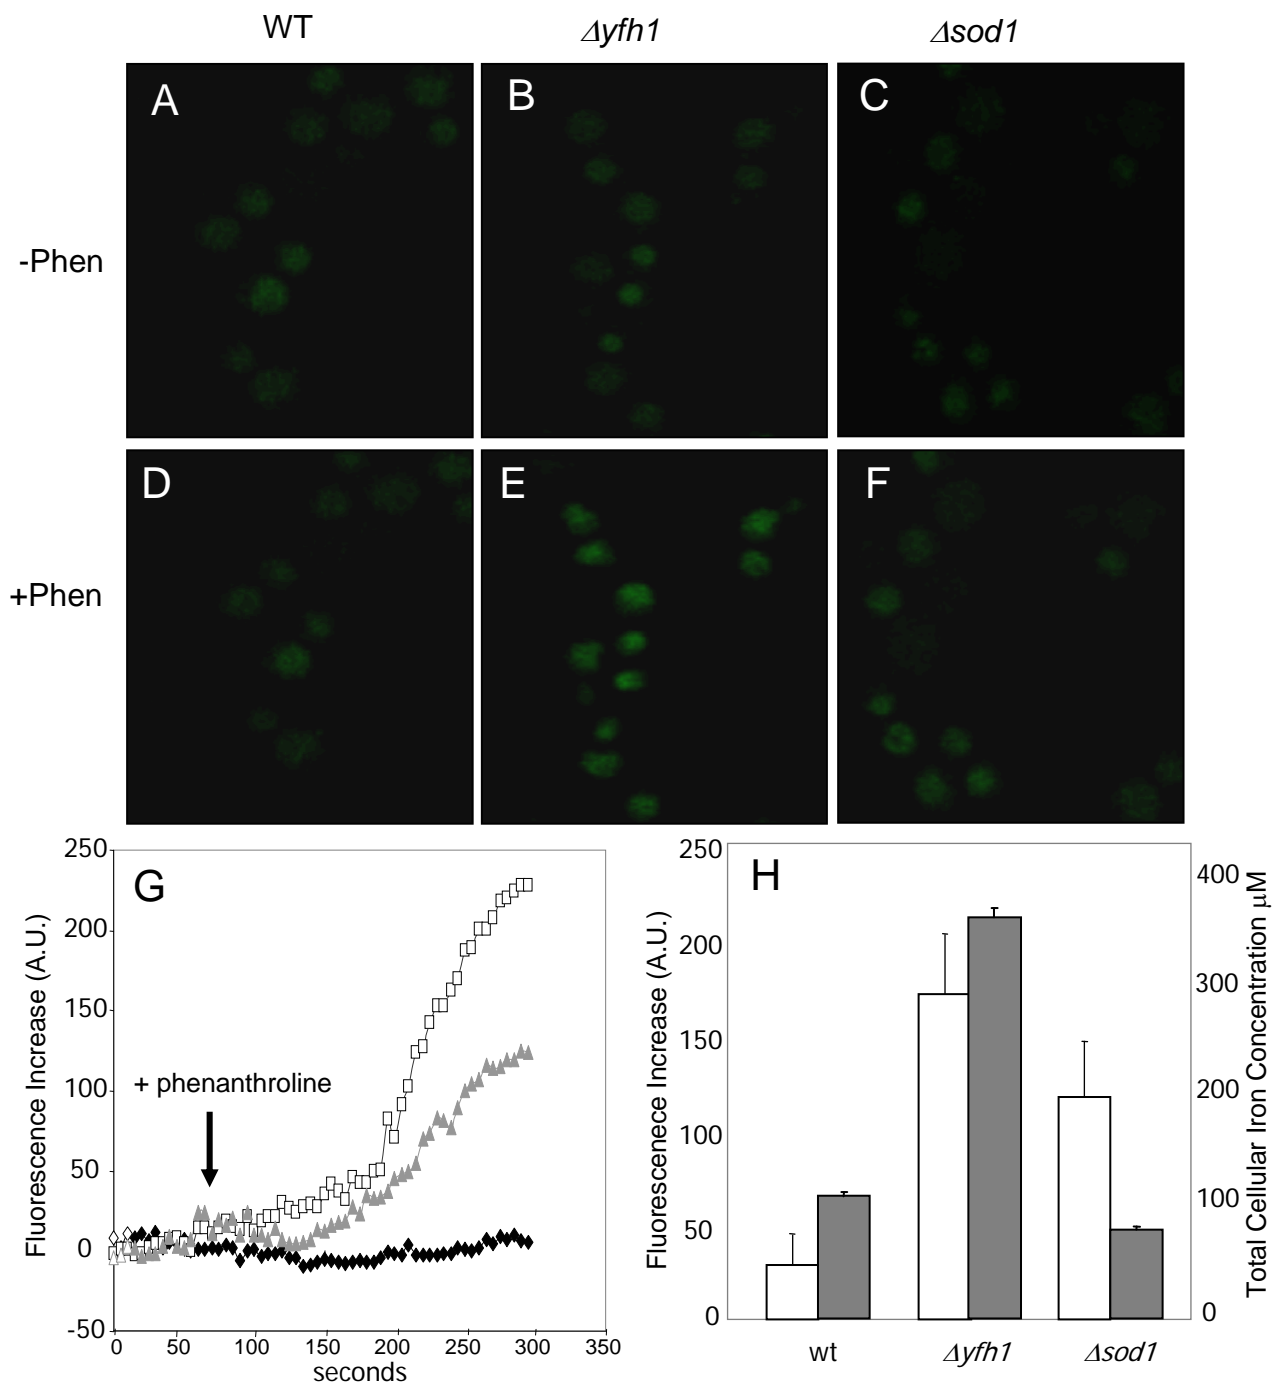 WT Δyfh1 Δsod1
A B C
-Phen
D E F
+Phen
G
Fluorescence Increase (A.U.)
250
200
150
100
50
0
-50
+ phenanthroline
0 50 100 150 200 250 300 350
seconds
H
Fluorescenece Increase (A.U.)
250
200
150
100
50
0
400
300
200
100
0
Total Cellular Iron Concentration μM
wt Δyfh1 Δsod1